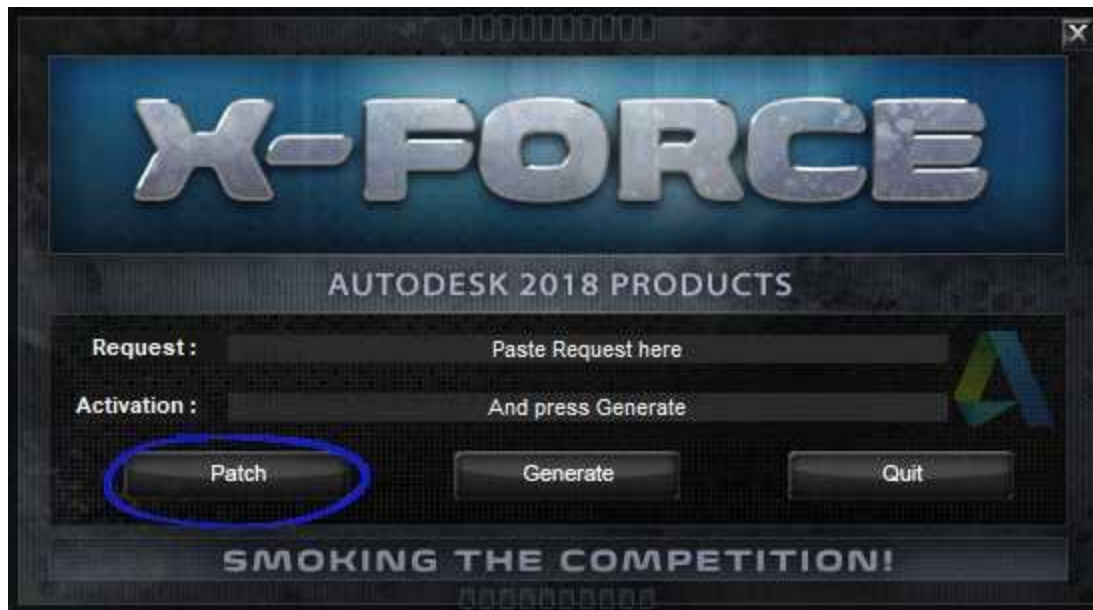 X
X-FORCE
AUTODESK 2018 PRODUCTS
Request : Paste Request here
Activation : And press Generate
Patch Generate Quit
SMOKING THE COMPETITION!